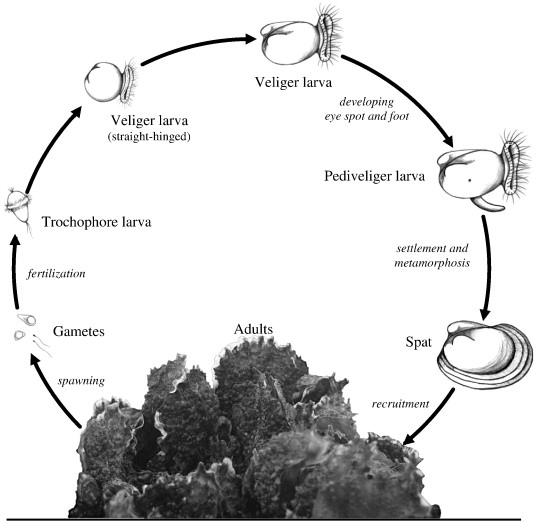 Veliger larva
developing
eye spot and foot
Veliger larva
(straight-hinged)
Pediveliger larva
Trochophore larva
settlement and
metamorphosis
fertilization
Gametes
Adults
Spat
spawning
recruitment